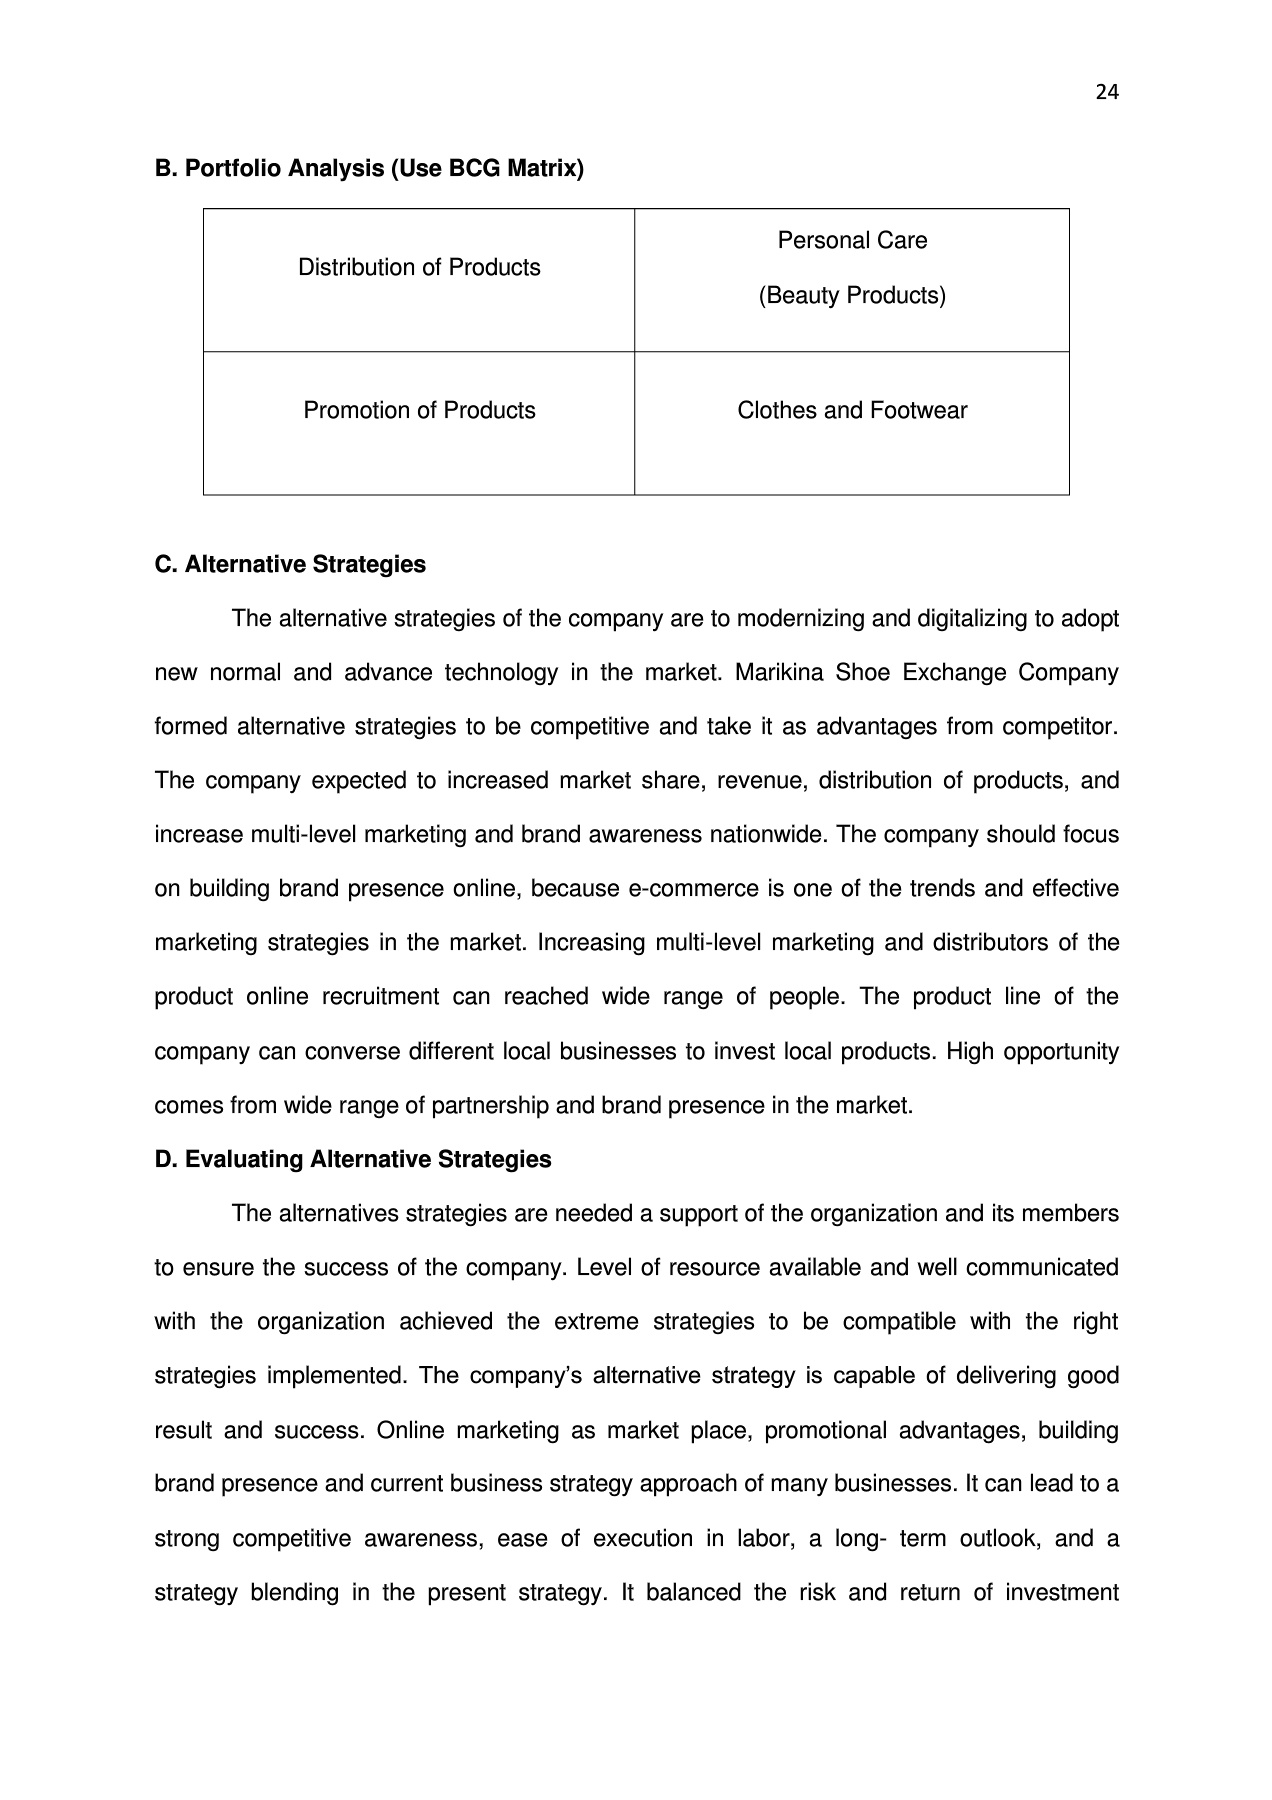 24
B. Portfolio Analysis (Use BCG Matrix)
Distribution of Products
Personal Care
(Beauty Products)
Promotion of Products
Clothes and Footwear
C. Alternative Strategies
The alternative strategies of the company are to modernizing and digitalizing to adopt
new normal and advance technology in the market. Marikina Shoe Exchange Company
formed alternative strategies to be competitive and take it as advantages from competitor.
The company expected to increased market share, revenue, distribution of products, and
increase multi-level marketing and brand awareness nationwide. The company should focus
on building brand presence online, because e-commerce is one of the trends and effective
marketing strategies in the market. Increasing multi-level marketing and distributors of the
product online recruitment can reached wide range of people. The product line of the
company can converse different local businesses to invest local products. High opportunity
comes from wide range of partnership and brand presence in the market.
D. Evaluating Alternative Strategies
The alternatives strategies are needed a support of the organization and its members
to ensure the success of the company. Level of resource available and well communicated
with the organization achieved the extreme strategies to be compatible with the right
strategies implemented. The company’s alternative strategy is capable of delivering good
result and success. Online marketing as market place, promotional advantages, building
brand presence and current business strategy approach of many businesses. It can lead to a
strong competitive awareness, ease of execution in labor, a long- term outlook, and a
strategy blending in the present strategy. It balanced the risk and return of investment